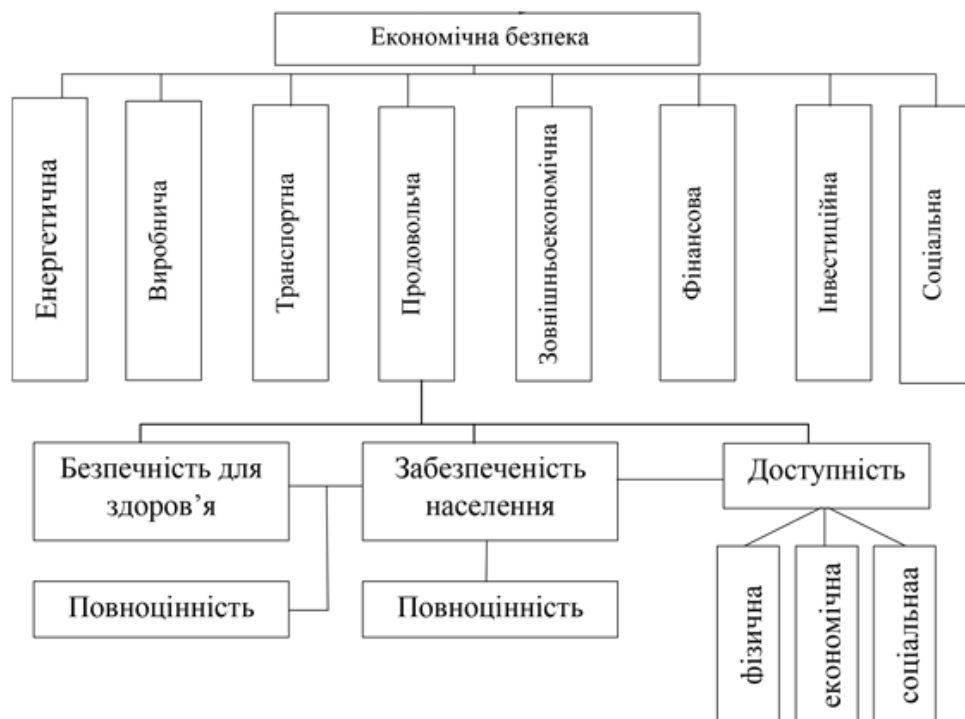 Економічна безпека
Енергетична
Виробнича
Транспортна
Продовольча
Зовнішньоекономічна
Фінансова
Інвестиційна
Соціальна
Безпечність для
здоров’я
Забезпеченість
населення
Доступність
Повноцінність
Повноцінність
фізична
економічна
соціальнаа